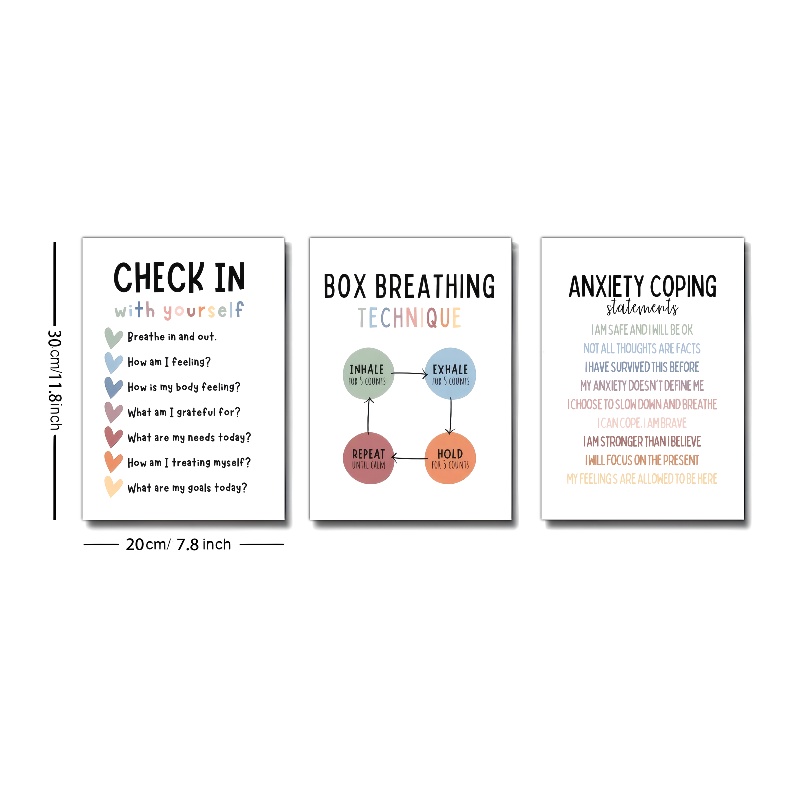 30cm/11.8inch
20cm/ 7.8 inch
CHECK IN
with yourself
Breathe in and out.
How am I feeling?
How is my body feeling?
What am I grateful for?
What are my needs today?
How am I treating myself?
What are my goals today?
BOX BREATHING
TECHNIQUE
INHALE
FOR 5 COUNTS
EXHALE
FOR 5 COUNTS
REPEAT
UNTIL CALM
HOLD
FOR 5 COUNTS
ANXIETY COPING
statements
I AM SAFE AND I WILL BE OK
NOT ALL THOUGHTS ARE FACTS
I HAVE SURVIVED THIS BEFORE
MY ANXIETY DOESN'T DEFINE ME
I CHOOSE TO SLOW DOWN AND BREATHE
I CAN COPE. I AM BRAVE
I AM STRONGER THAN I BELIEVE
I WILL FOCUS ON THE PRESENT
MY FEELINGS ARE ALLOWED TO BE HERE